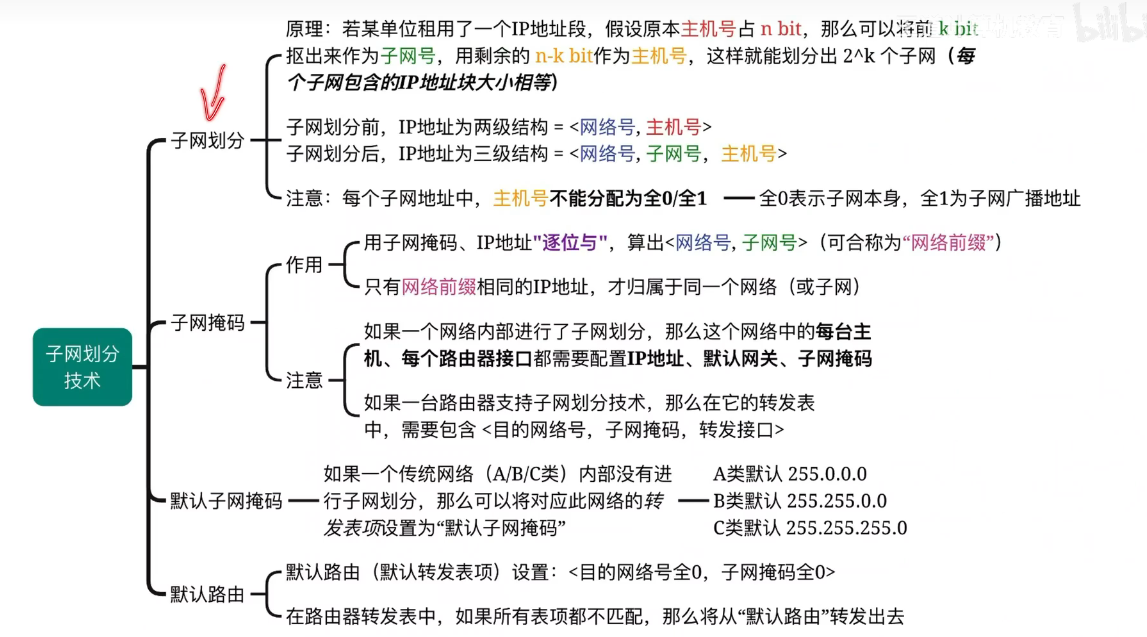 原理：若某单位租用了一个IP地址段，假设原本主机号占 n bit，那么可以将前 k bit
抠出来作为子网号，用剩余的 n-k bit作为主机号，这样就能划分出 2^k 个子网（每
个子网包含的IP地址块大小相等）
子网划分
子网划分前，IP地址为两级结构 = <网络号, 主机号>
子网划分后，IP地址为三级结构 = <网络号, 子网号，主机号>
注意：每个子网地址中，主机号不能分配为全0/全1
全0表示子网本身，全1为子网广播地址
子网掩码
作用
用子网掩码、IP地址"逐位与"，算出<网络号, 子网号>（可合称为“网络前缀”）
只有网络前缀相同的IP地址，才归属于同一个网络（或子网）
注意
如果一个网络内部进行了子网划分，那么这个网络中的每台主
机、每个路由器接口都需要配置IP地址、默认网关、子网掩码
如果一台路由器支持子网划分技术，那么在它的转发表
中，需要包含 <目的网络号，子网掩码，转发接口>
子网划分
技术
默认子网掩码
如果一个传统网络（A/B/C类）内部没有进
行子网划分，那么可以将对应此网络的转
发表项设置为“默认子网掩码”
A类默认 255.0.0.0
B类默认 255.255.0.0
C类默认 255.255.255.0
默认路由
默认路由（默认转发表项）设置：<目的网络号全0，子网掩码全0>
在路由器转发表中，如果所有表项都不匹配，那么将从“默认路由”转发出去